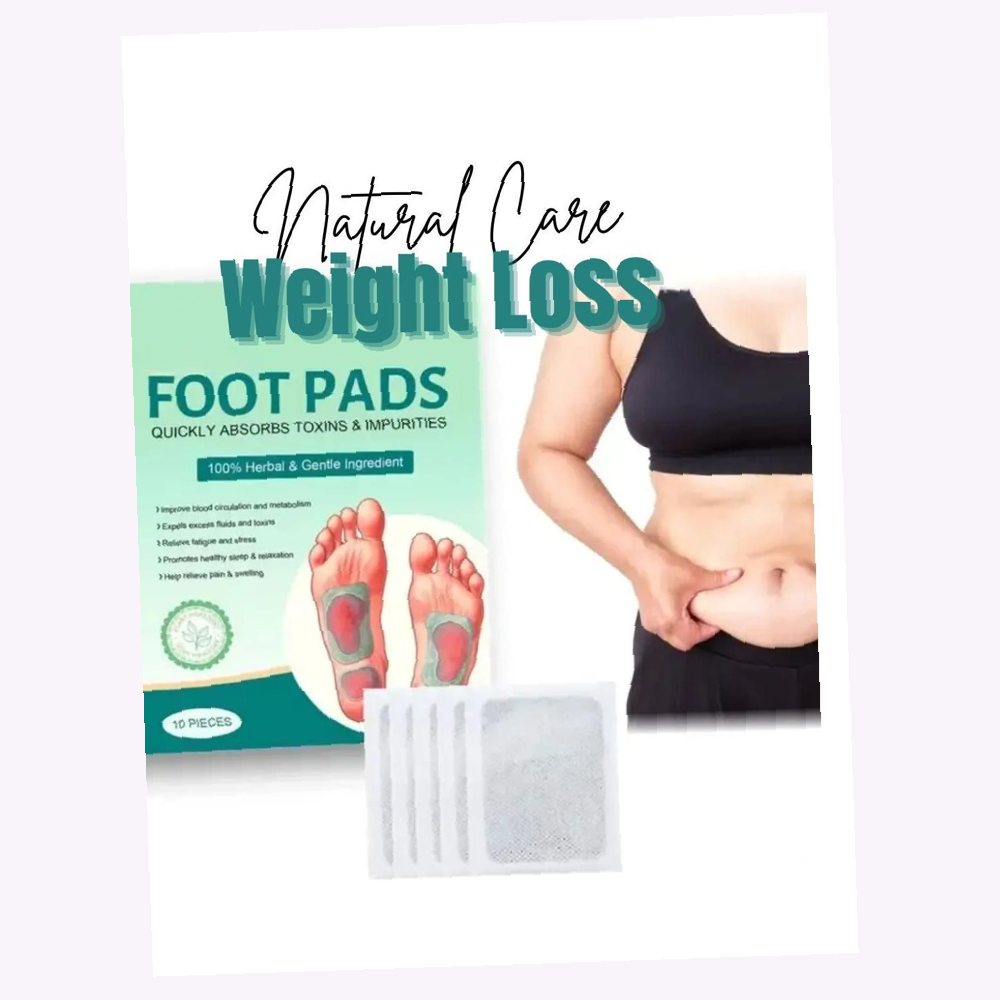 Natural Care
Weight Loss
FOOT PADS
QUICKLY ABSORBS TOXINS & IMPURITIES
100% Herbal & Gentle Ingredient
Improve blood circulation and metabolism
Expels excess fluids and toxins
Relieve fatigue and stress
Promotes healthy sleep & relaxation
Help relieve pain & swelling
10 PIECES